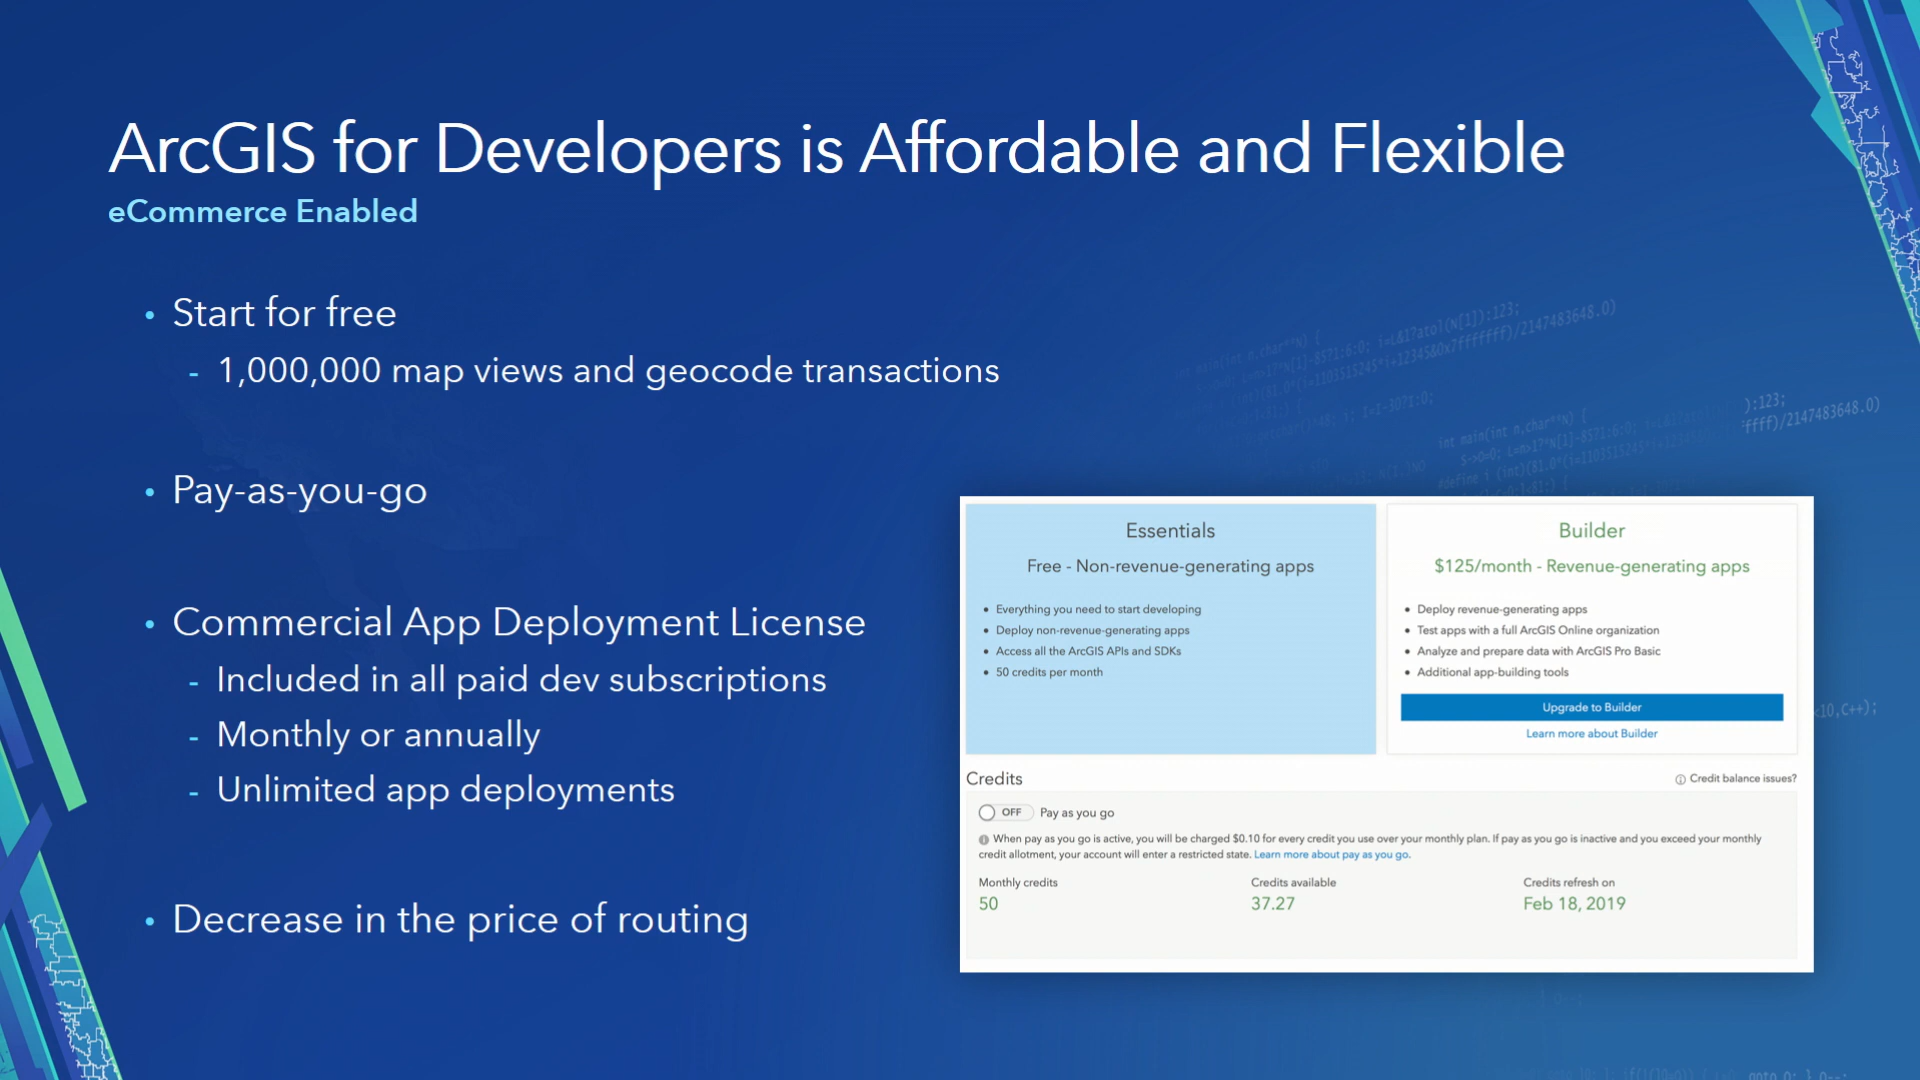 ArcGIS for Developers is Affordable and Flexible
eCommerce Enabled
• Start for free
- 1,000,000 map views and geocode transactions
• Pay-as-you-go
• Commercial App Deployment License
- Included in all paid dev subscriptions
- Monthly or annually
- Unlimited app deployments
• Decrease in the price of routing
Essentials
Free - Non-revenue-generating apps
• Everything you need to start developing
• Deploy non-revenue-generating apps
• Access all the ArcGIS APIs and SDKs
• 50 credits per month
Builder
$125/month - Revenue-generating apps
• Deploy revenue-generating apps
• Test apps with a full ArcGIS Online organization
• Analyze and prepare data with ArcGIS Pro Basic
• Additional app-building tools
Upgrade to Builder
Learn more about Builder
Credits
Credit balance issues?
OFF Pay as you go
When pay as you go is active, you will be charged $0.10 for every credit you use over your monthly plan. If pay as you go is inactive and you exceed your monthly
credit allotment, your account will enter a restricted state. Learn more about pay as you go.
Monthly credits
50
Credits available
37.27
Credits refresh on
Feb 18, 2019
):123;
ffff)/2147483648.0)